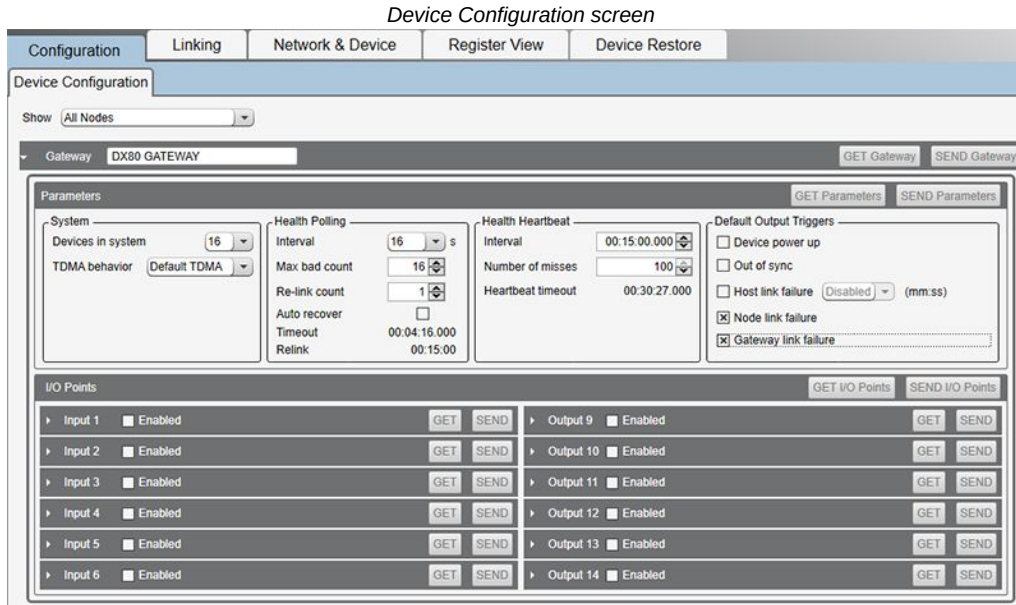 Device Configuration screen
Configuration Linking Network & Device Register View Device Restore
Device Configuration
Show All Nodes
Gateway DX80 GATEWAY GET Gateway SEND Gateway
Parameters GET Parameters SEND Parameters
System
Devices in system 16
TDMA behavior Default TDMA
Health Polling
Interval 16 s
Max bad count 16
Re-link count 1
Auto recover
Timeout 00:04:16.000
Relink 00:15:00
Health Heartbeat
Interval 00:15:00.000
Number of misses 100
Heartbeat timeout 00:30:27.000
Default Output Triggers
Device power up
Out of sync
Host link failure Disabled (mm:ss)
Node link failure
Gateway link failure
I/O Points GET I/O Points SEND I/O Points
Input 1 Enabled GET SEND Output 9 Enabled GET SEND
Input 2 Enabled GET SEND Output 10 Enabled GET SEND
Input 3 Enabled GET SEND Output 11 Enabled GET SEND
Input 4 Enabled GET SEND Output 12 Enabled GET SEND
Input 5 Enabled GET SEND Output 13 Enabled GET SEND
Input 6 Enabled GET SEND Output 14 Enabled GET SEND